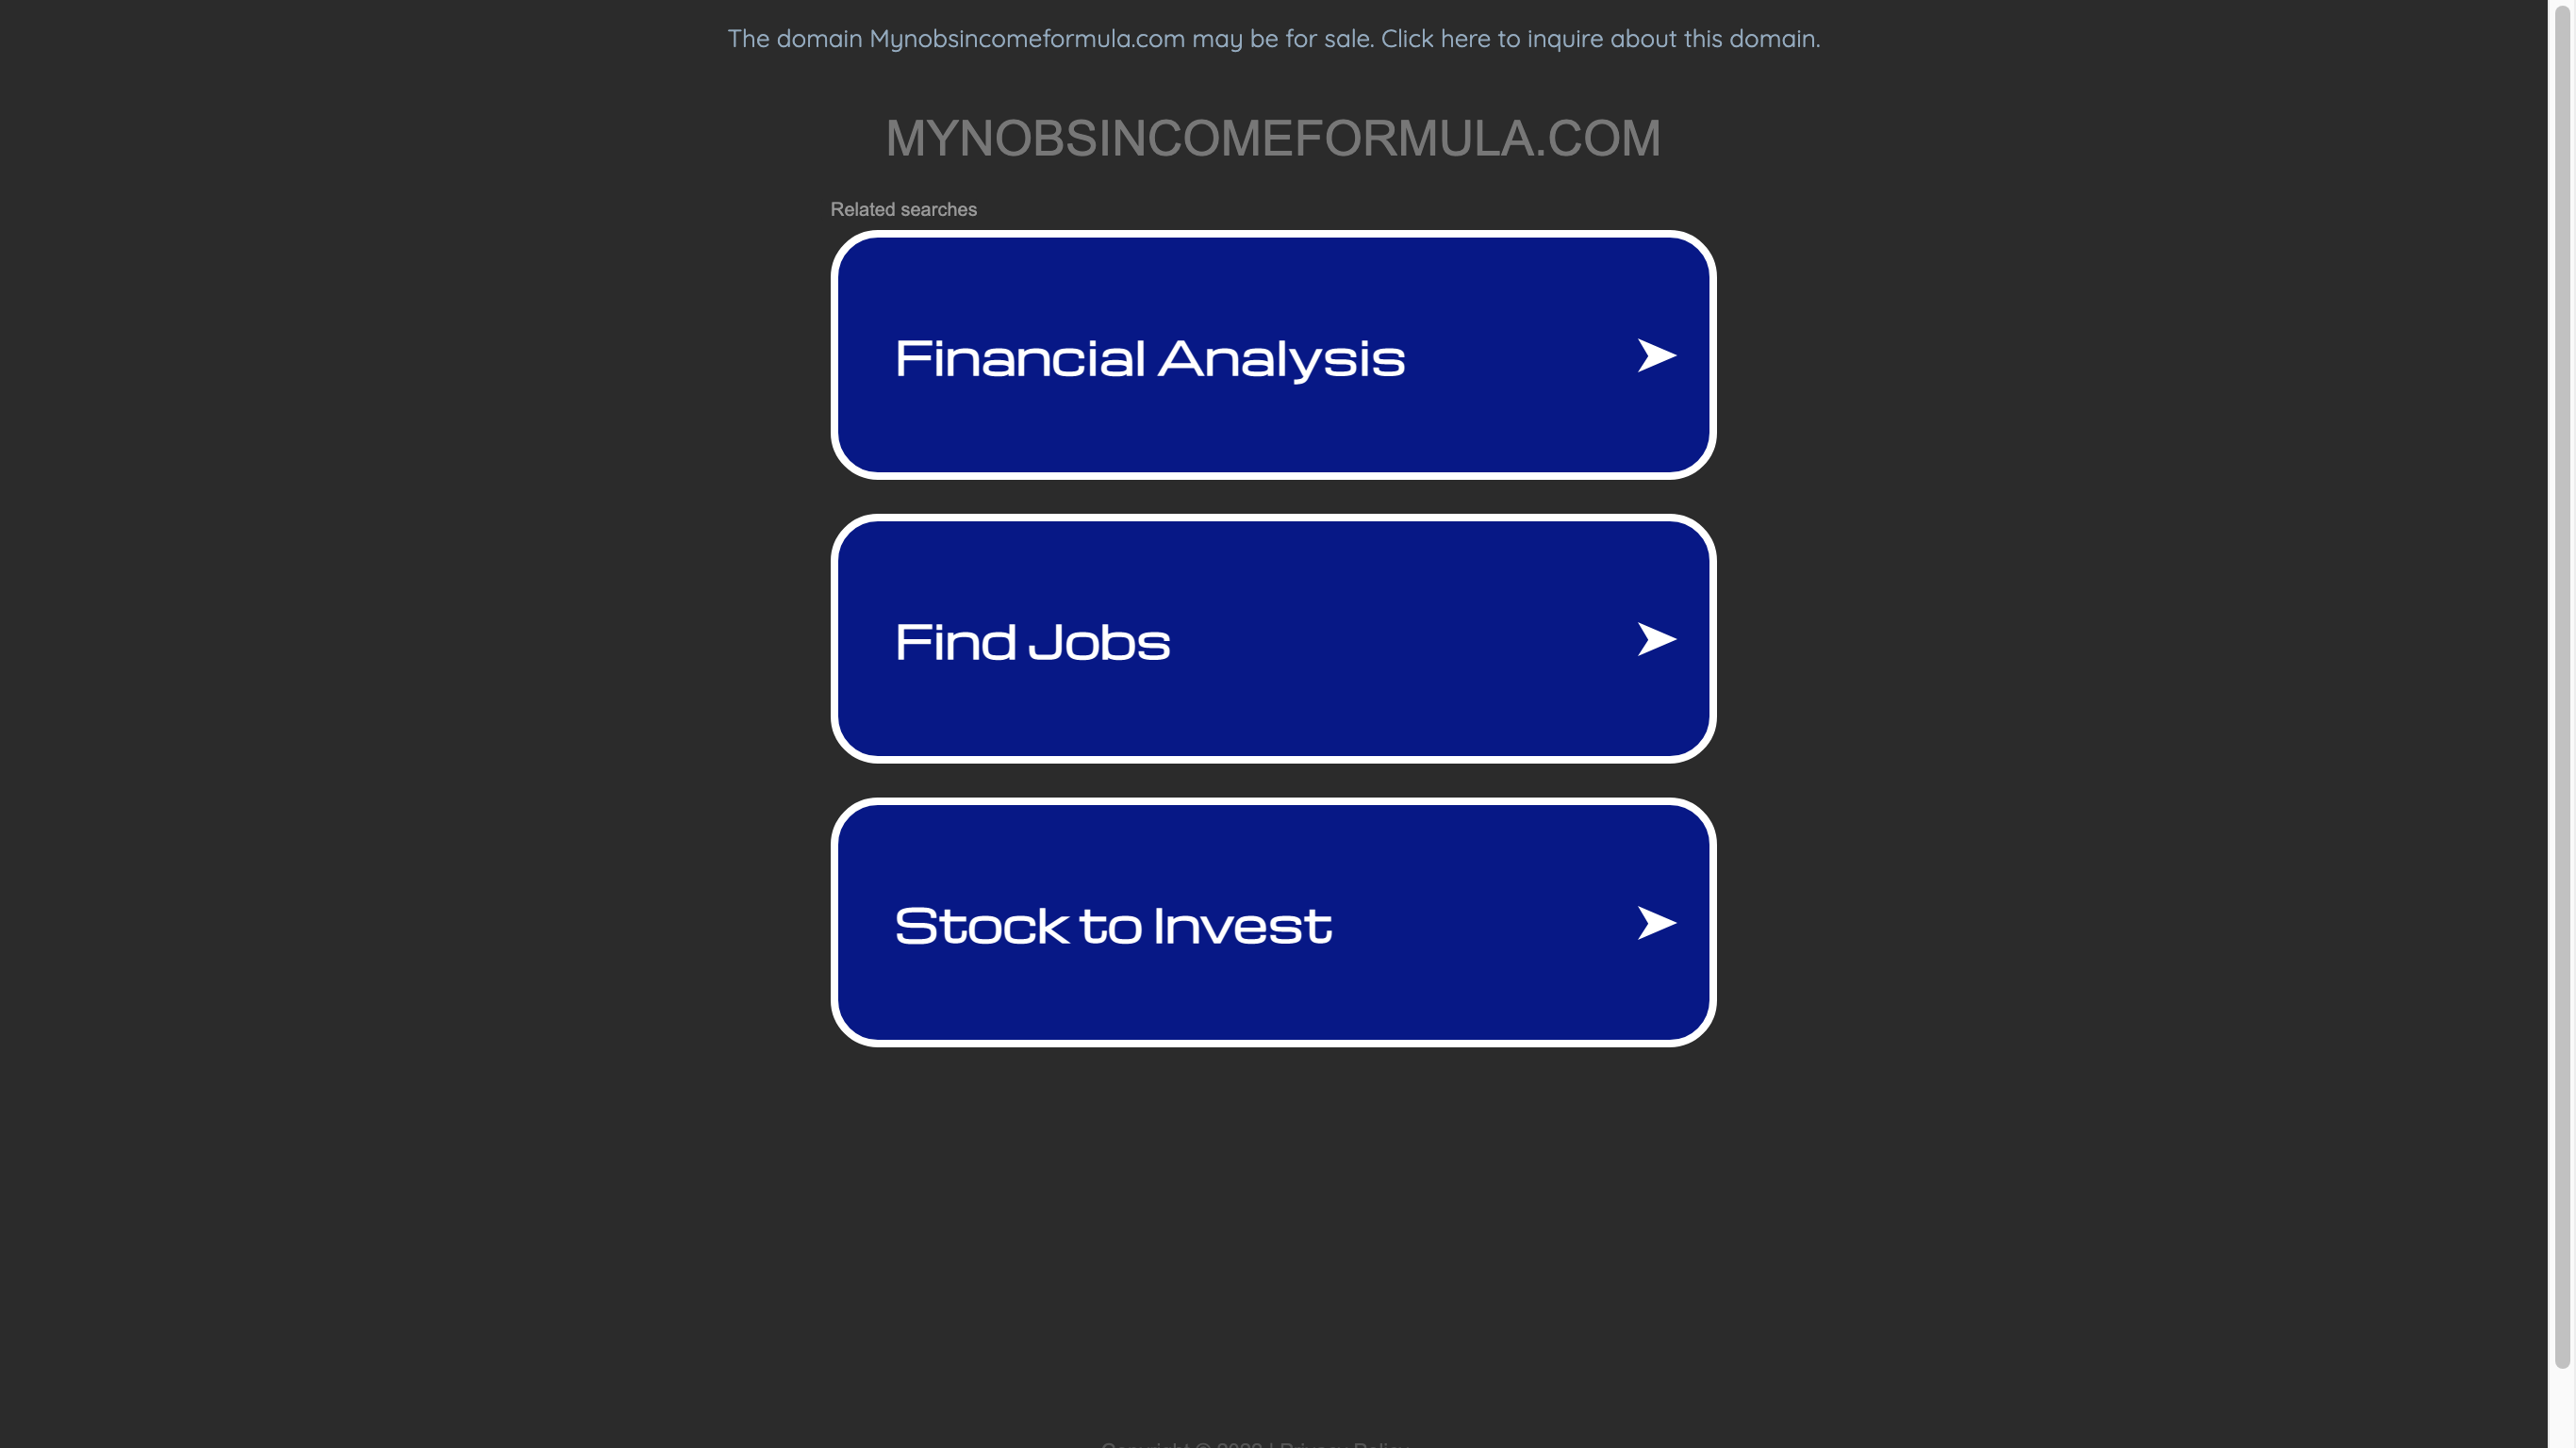 The domain Mynobsincomeformula.com may be for sale. Click here to inquire about this domain.
MYNOBSINCOMEFORMULA.COM
Related searches
Financial Analysis
Find Jobs
Stock to Invest